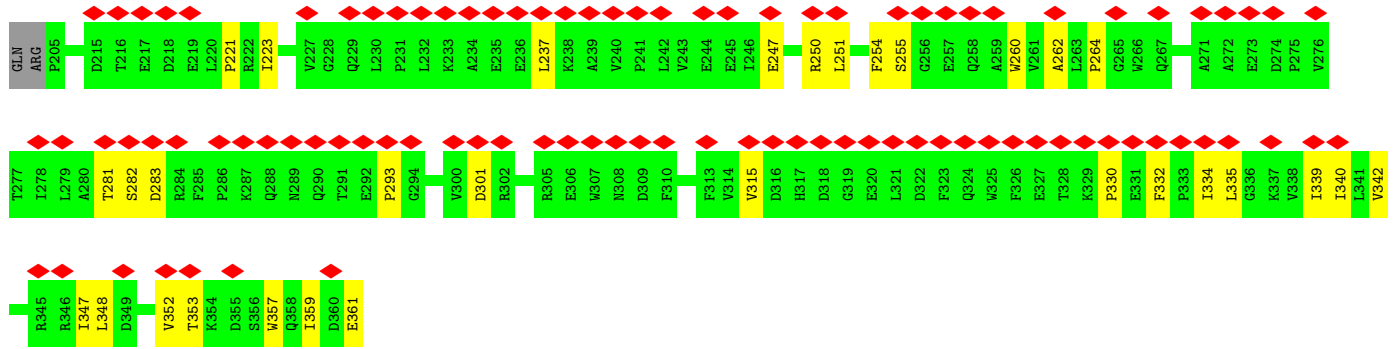 GLN ARG P205 D215 T216 E217 D218 E219 L220 P221 R222 I223 V227 G228 Q229 L230 P231 L232 K233 A234 E235 E236 L237 K238 A239 V240 P241 L242 V243 E244 E245 I246 E247 R250 L251 F254 S255 G256 E257 Q258 A259 W260 V261 A262 L263 P264 G265 W266 Q267 A271 A272 E273 D274 P275 V276
T277 I278 L279 A280 T281 S282 D283 R284 F285 P286 K287 Q288 N289 Q290 T291 E292 P293 G294 V300 D301 R302 R305 E306 W307 N308 D309 F310 F313 V314 V315 D316 H317 D318 G319 E320 L321 D322 F323 Q324 W325 F326 E327 T328 K329 P330 E331 F332 P333 I334 L335 G336 K337 V338 I339 I340 L341 V342
R345 R346 I347 L348 D349 V352 T353 K354 D355 S356 W357 Q358 I359 D360 E361